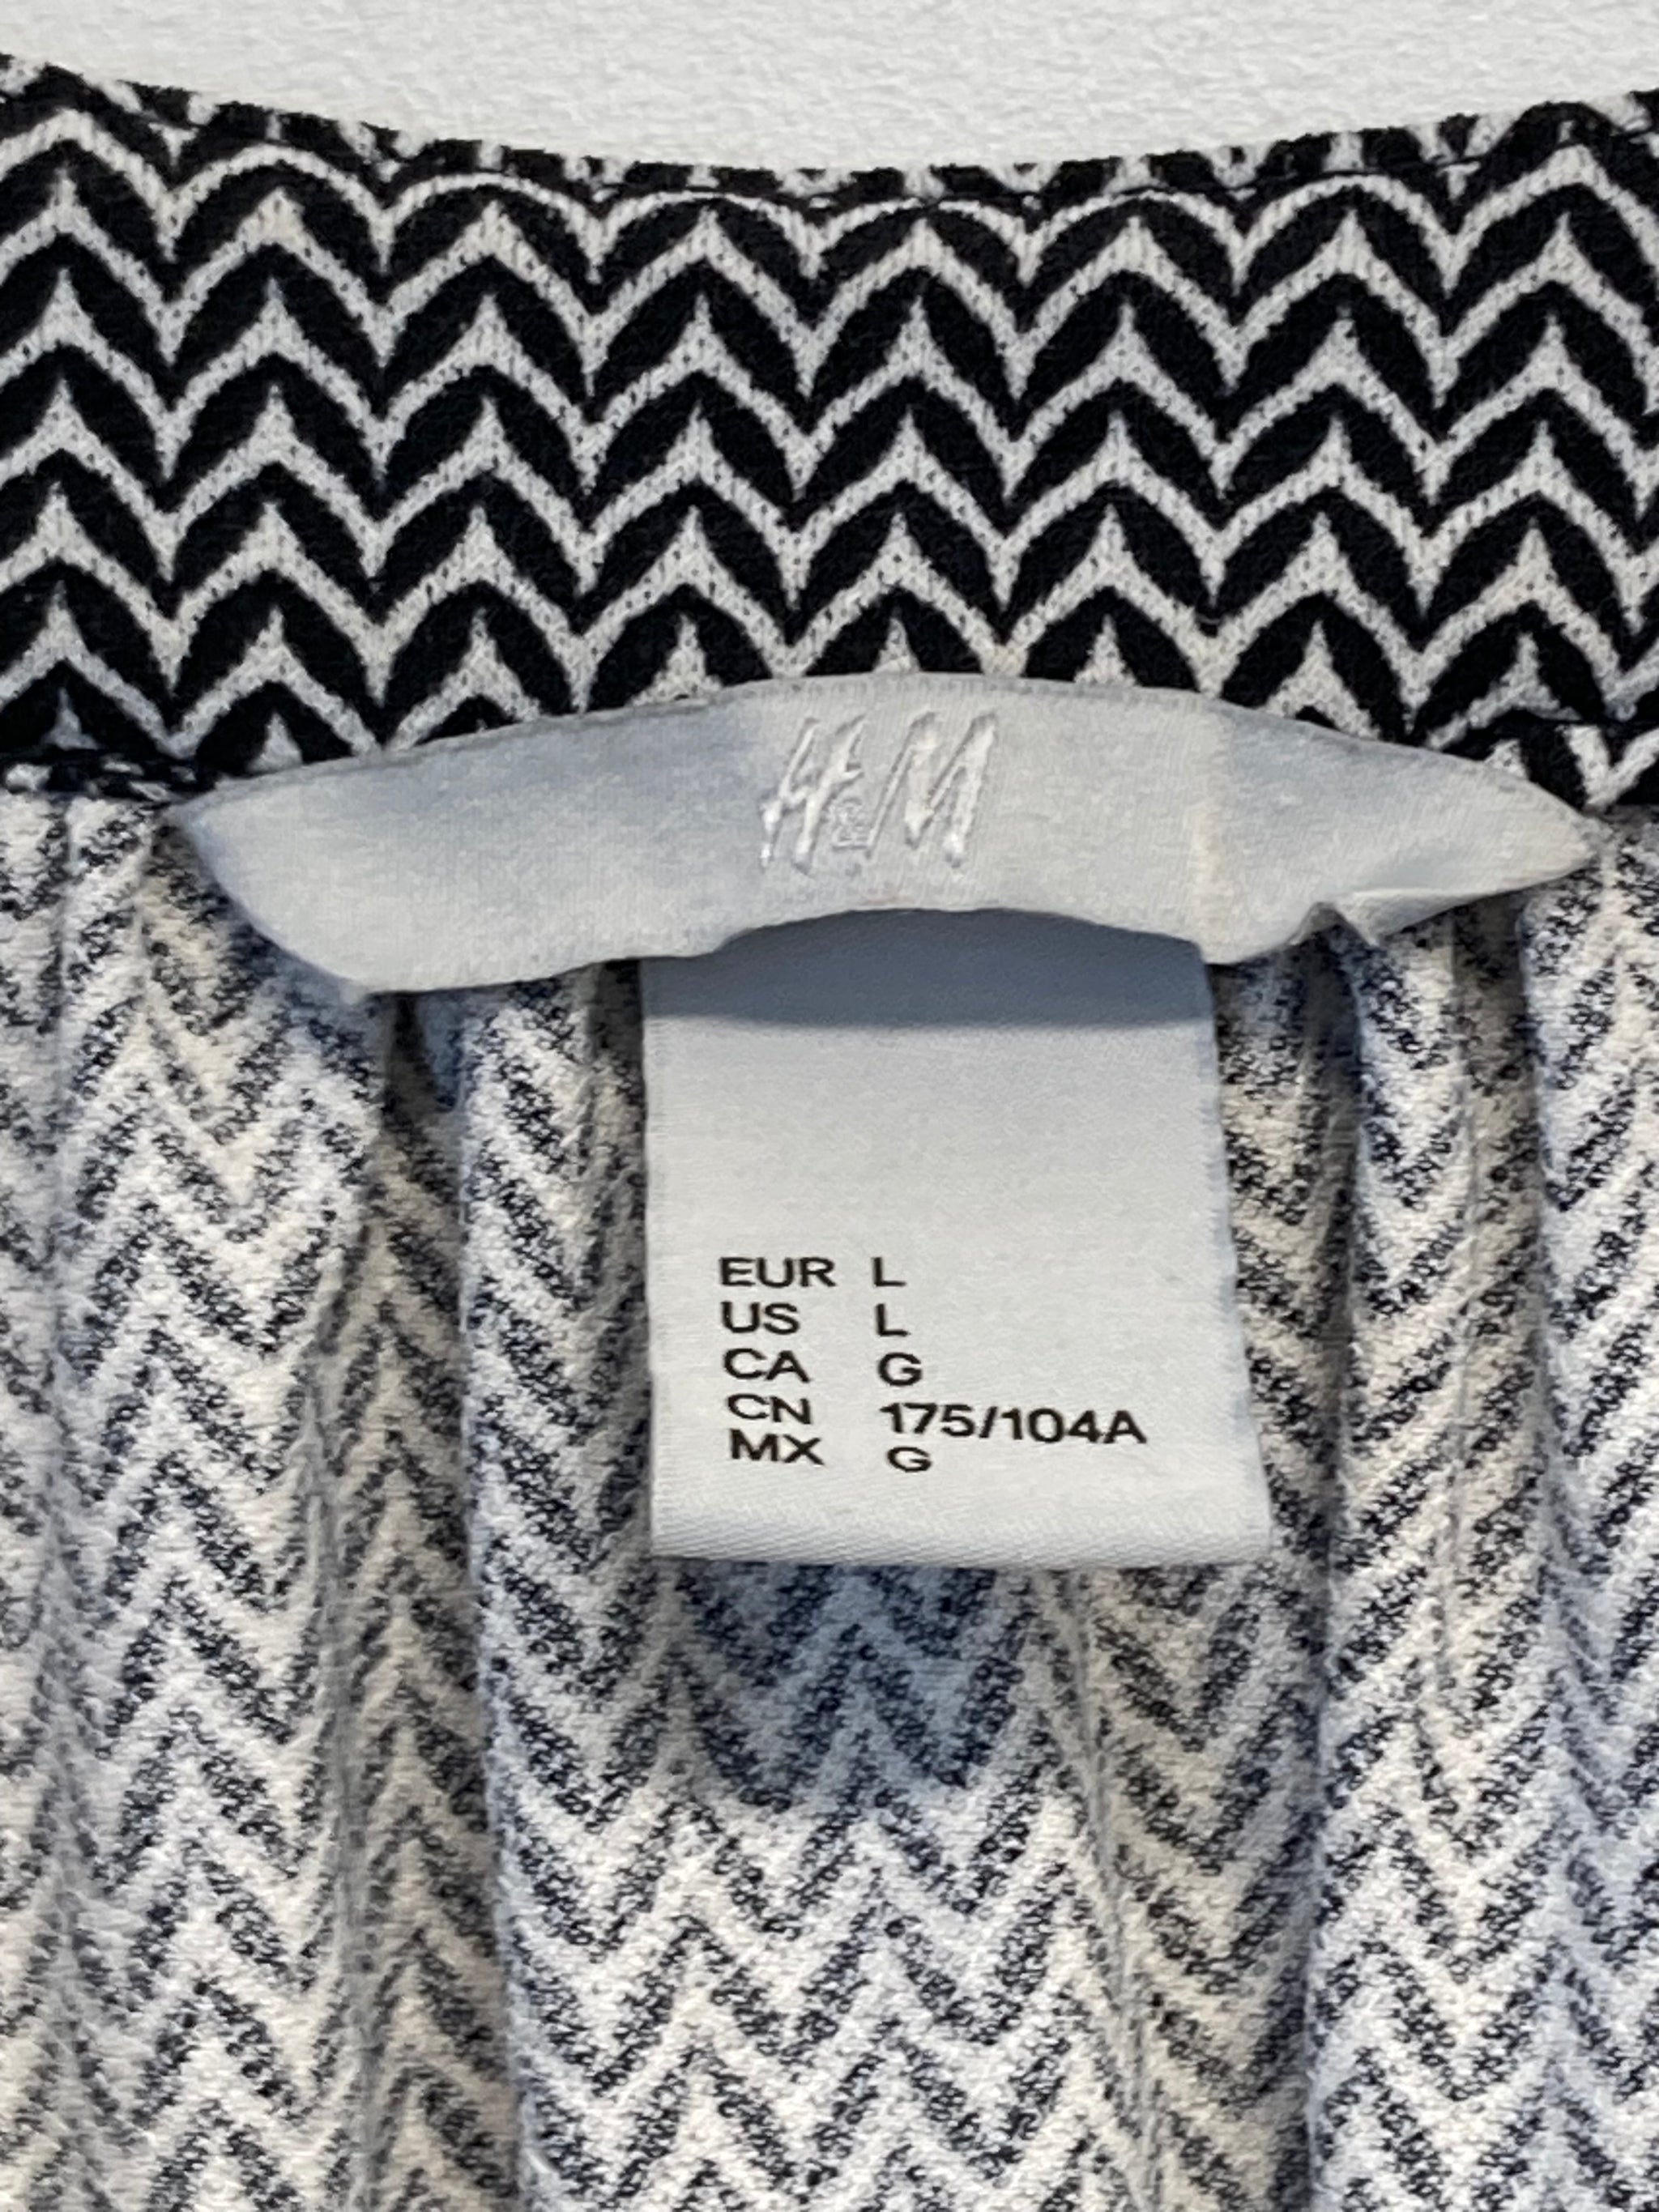 H&M
EUR L
US L
CA G
CN 175/104A
MX G